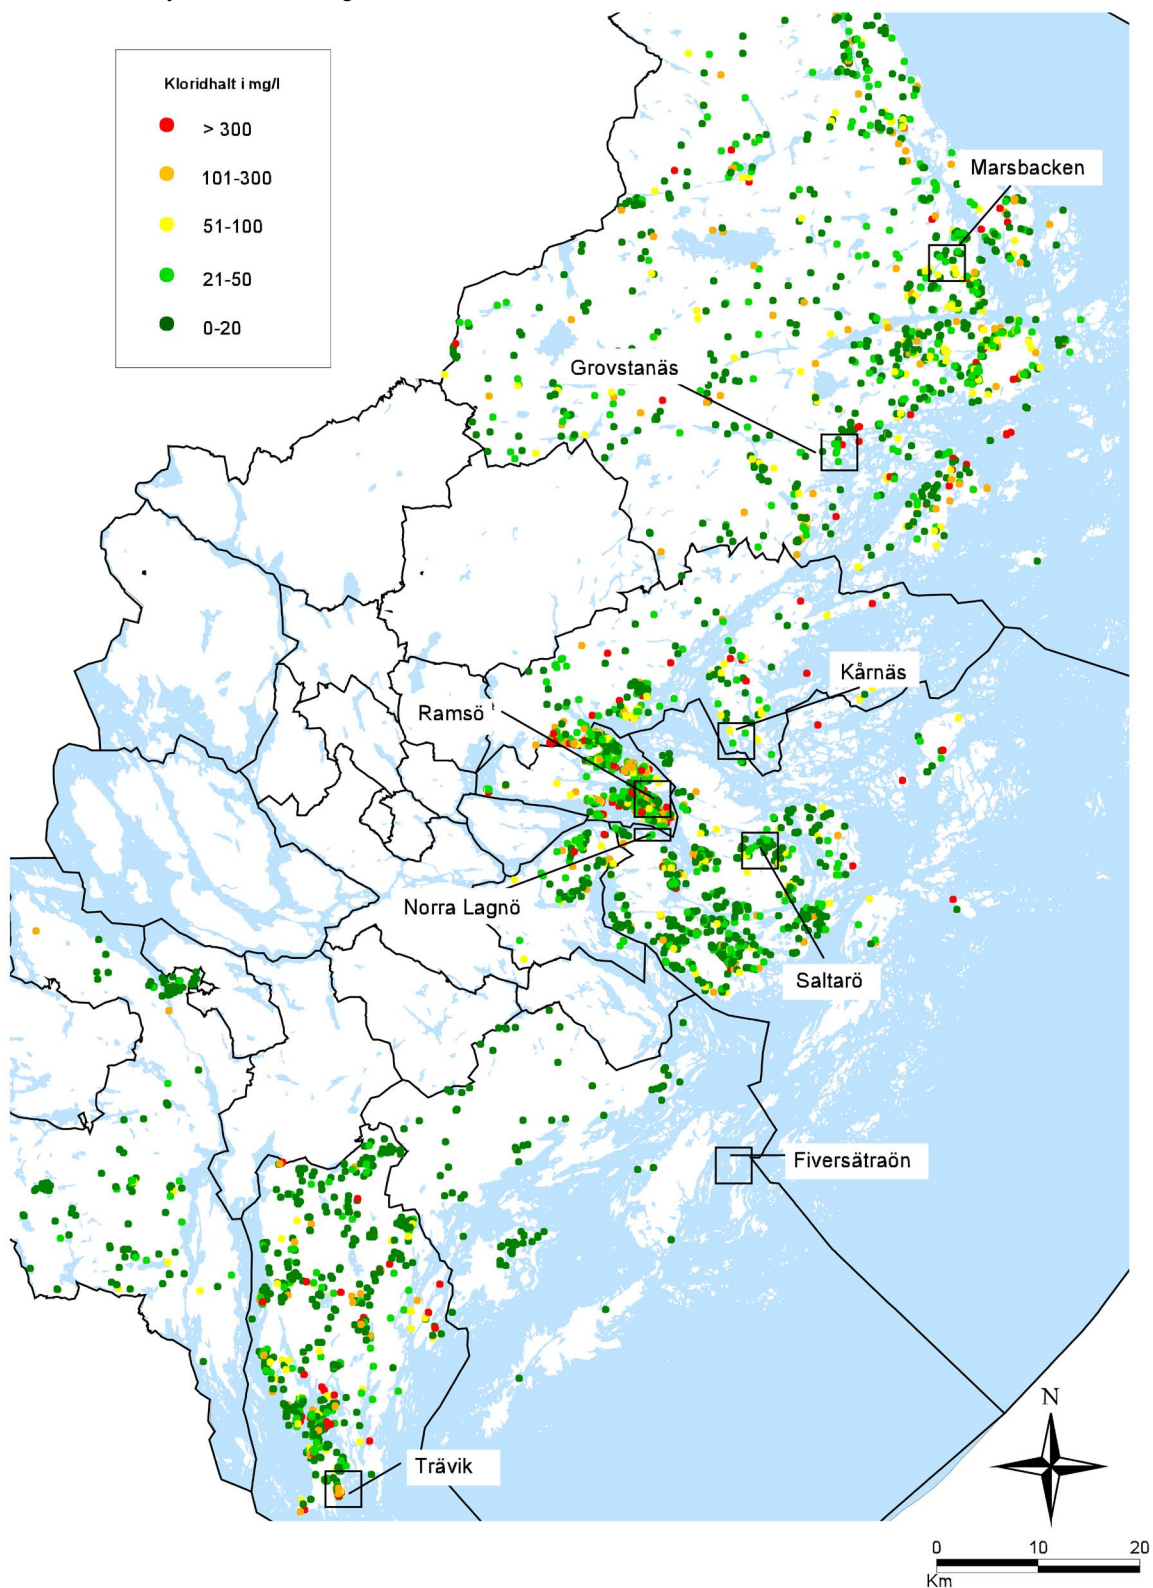 Kloridhalt i mg/l
> 300
101-300
51-100
21-50
0-20
Marsbacken
Grovstanäs
Kårnäs
Ramsö
Norra Lagnö
Saltarö
Fiversätraön
Trävik
N
0 10 20
Km